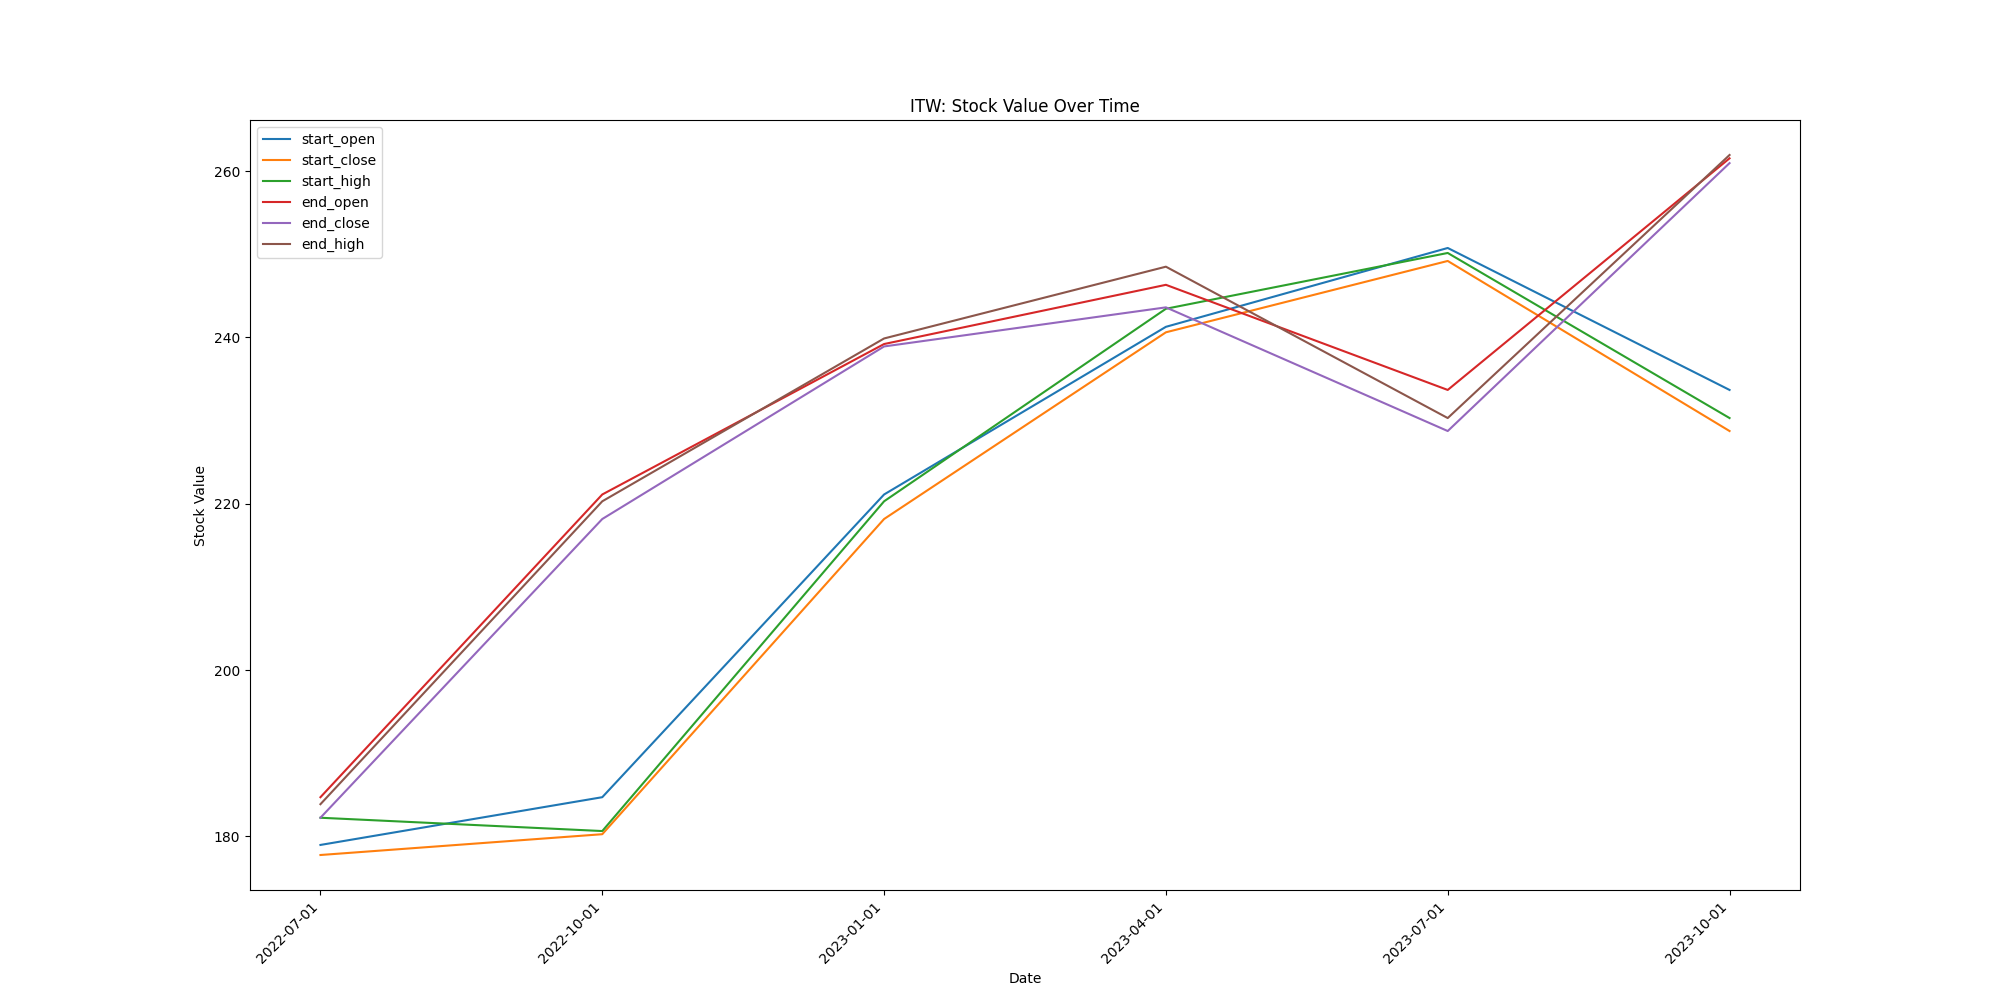 ITW: Stock Value Over Time
start_open
start_close
start_high
end_open
end_close
end_high
260
240
220
200
180
Stock Value
2022-07-01
2022-10-01
2023-01-01
2023-04-01
2023-07-01
2023-10-01
Date